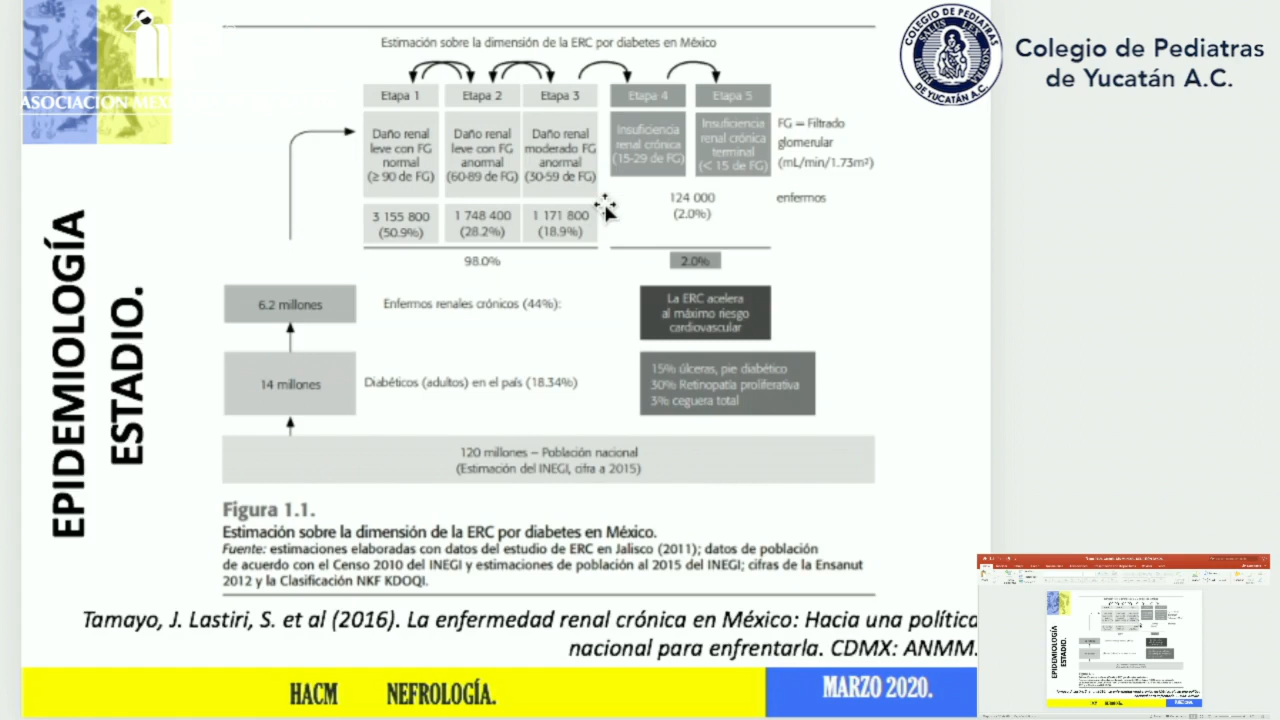 ASOCIACION MEXI
COLEGIO DE PEDIATRAS
DE YUCATÁN A.C.
Colegio de Pediatras
de Yucatán A.C.
EPIDEMIOLOGÍA
ESTADIO.
Estimación sobre la dimensión de la ERC por diabetes en México
Etapa 1
Etapa 2
Etapa 3
Etapa 4
Etapa 5
Daño renal
leve con FG
normal
(≥ 90 de FG)
Daño renal
leve con FG
anormal
(60-89 de FG)
Daño renal
moderado FG
anormal
(30-59 de FG)
Insuficiencia
renal crónica
(15-29 de FG)
Insuficiencia
renal crónica
terminal
(< 15 de FG)
FG = Filtrado
glomerular
(mL/min/1.73m²)
3 155 800
(50.9%)
1 748 400
(28.2%)
1 171 800
(18.9%)
124 000
(2.0%)
enfermos
98.0%
2.0%
6.2 millones
Enfermos renales crónicos (44%):
La ERC acelera
al máximo riesgo
cardiovascular
14 millones
Diabéticos (adultos) en el país (18.34%)
15% úlceras, pie diabético
30% Retinopatía proliferativa
3% ceguera total
120 millones — Población nacional
(Estimación del INEGI, cifra a 2015)
Figura 1.1.
Estimación sobre la dimensión de la ERC por diabetes en México.
Fuente: estimaciones elaboradas con datos del estudio de ERC en Jalisco (2011); datos de población
de acuerdo con el Censo 2010 del INEGI y estimaciones de población al 2015 del INEGI; cifras de la Ensanut
2012 y la Clasificación NKF KDOQI.
Tamayo, J. Lastiri, S. et al (2016). La enfermedad renal crónica en México: Hacia una política
nacional para enfrentarla. CDMX: ANMM.
HACM NEFROLOGÍA.
MARZO 2020.